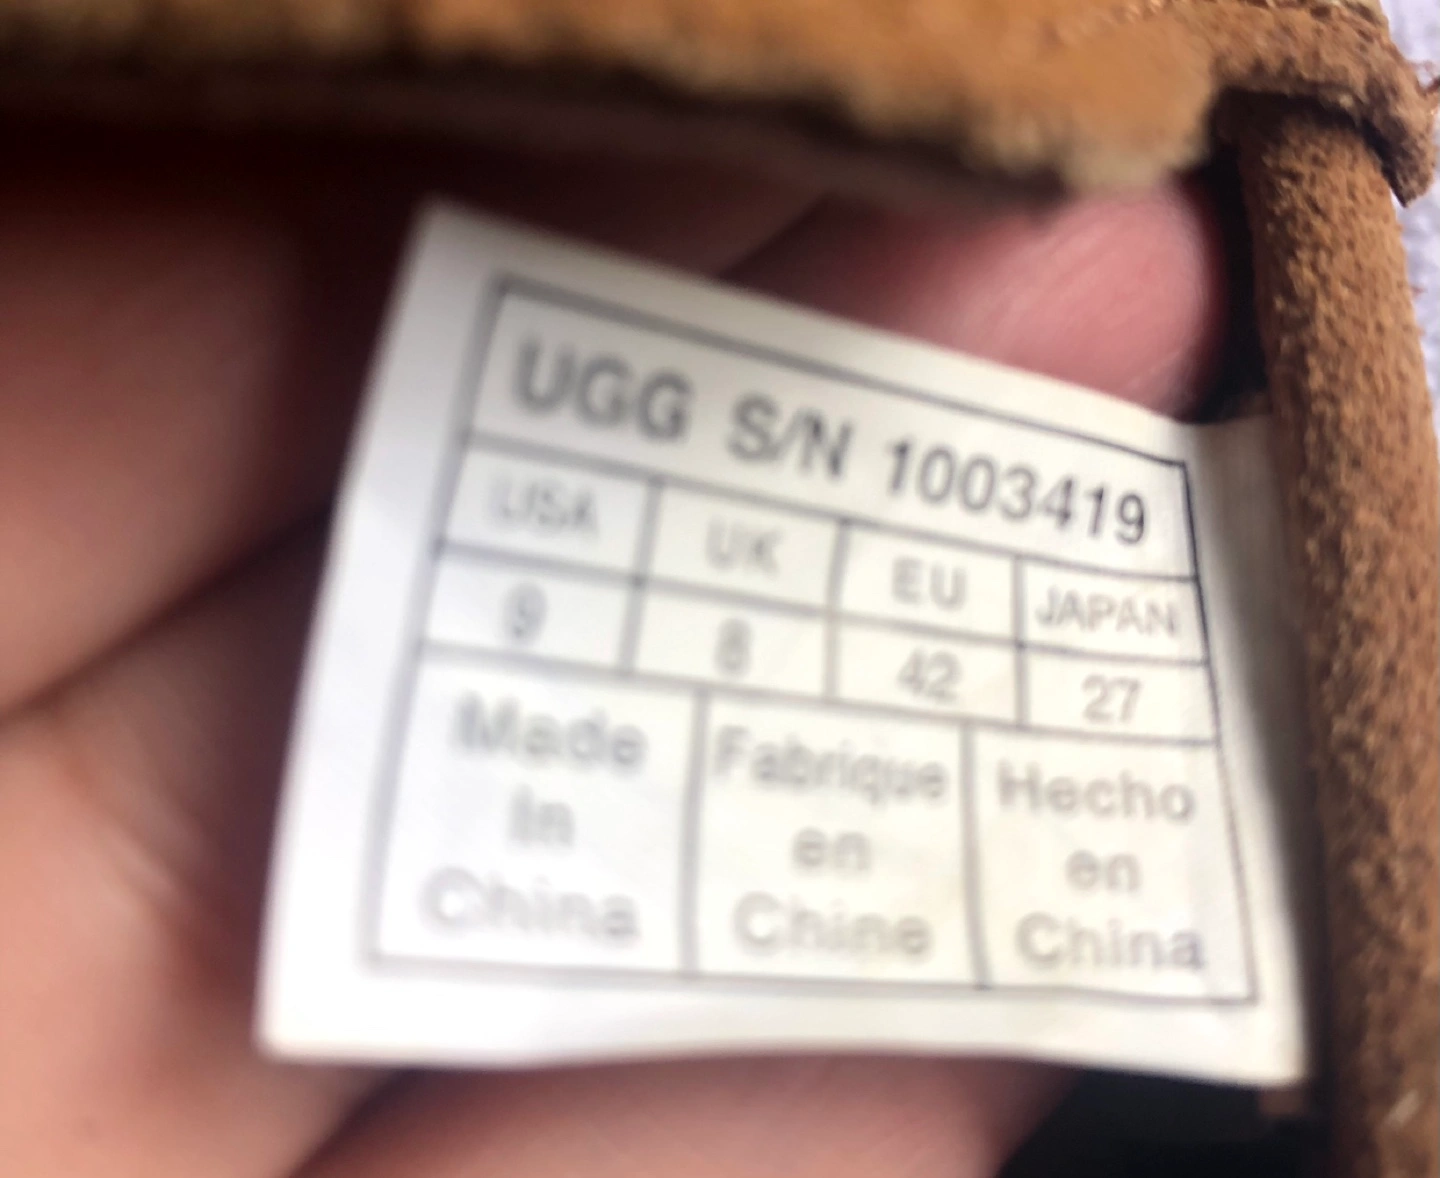 UGG S/N 1003419
USA UK EU JAPAN
9 8 42 27
Made Fabrique Hecho
in en en
China Chine China